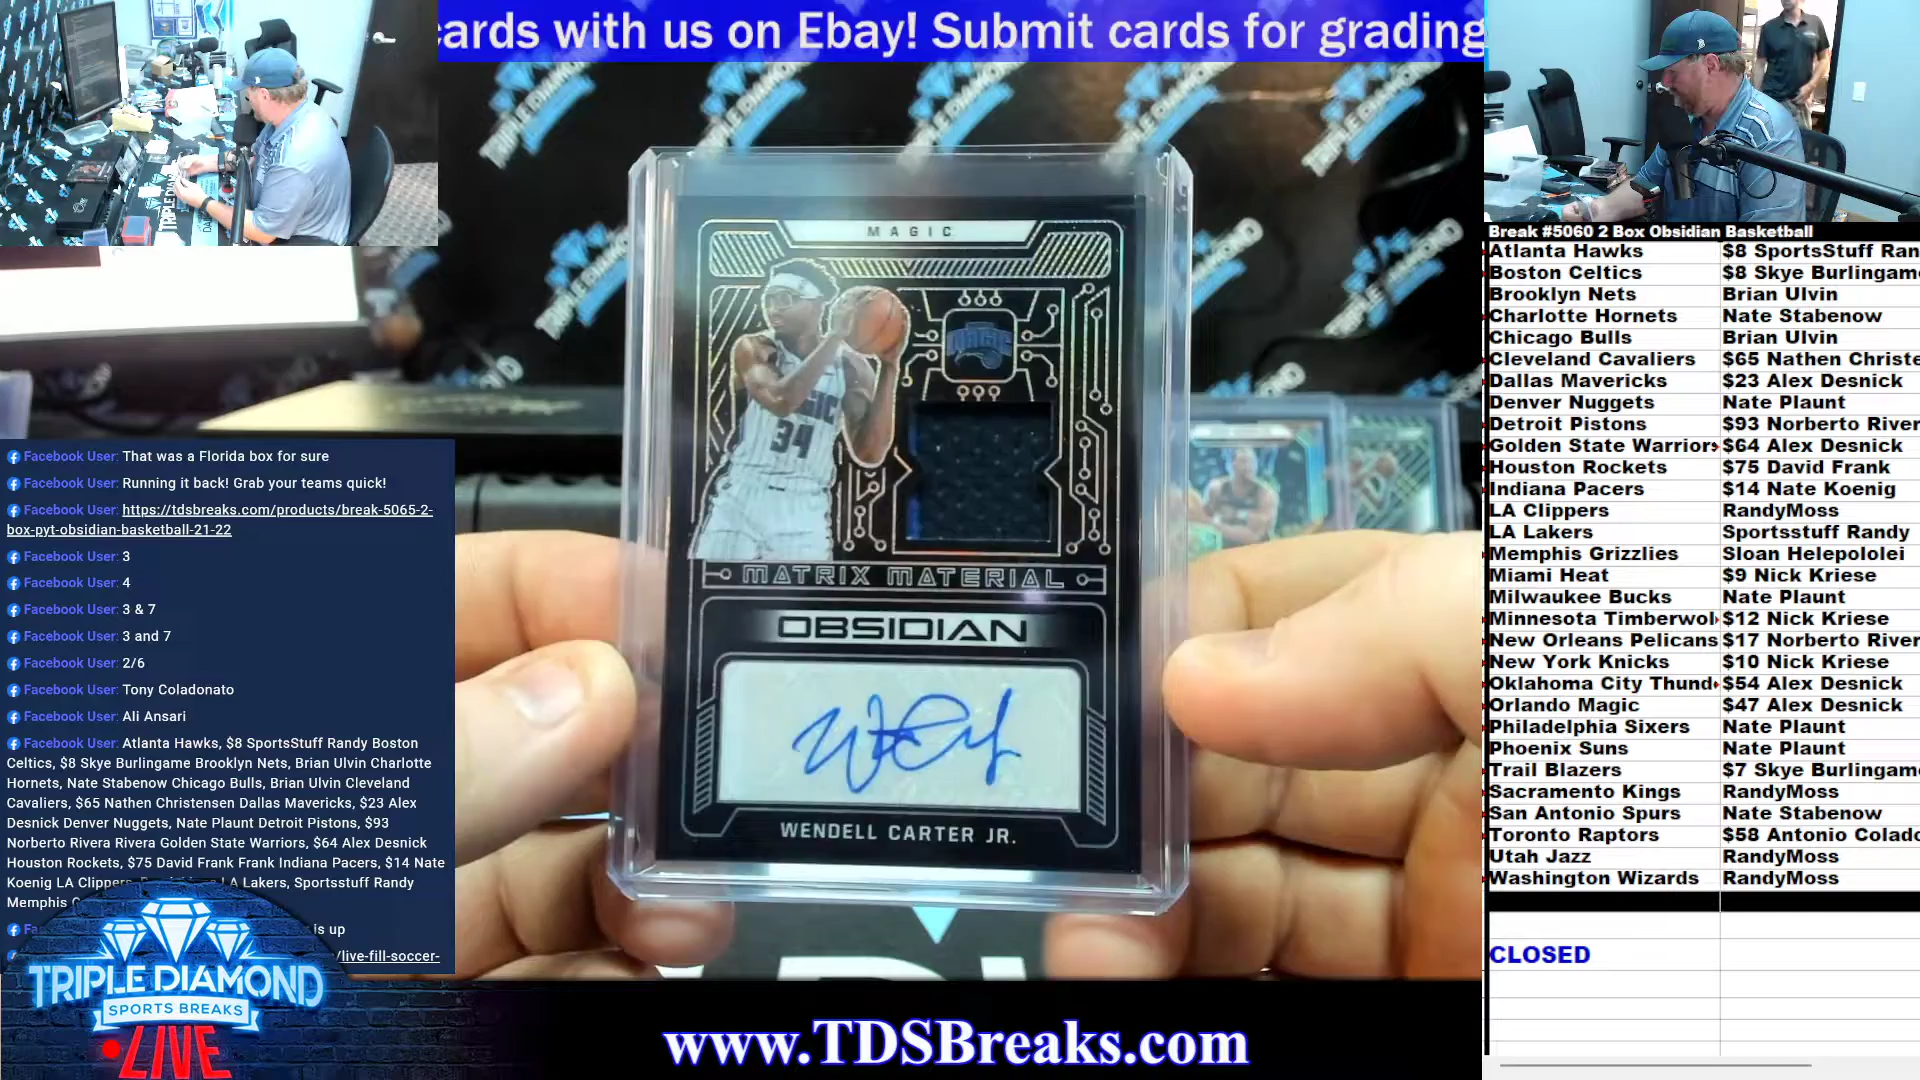 cards with us on Ebay! Submit cards for grading
MAGIC
MAGIC
34
MATRIX MATERIAL
OBSIDIAN
WENDELL CARTER JR.
Facebook User: That was a Florida box for sure
Facebook User: Running it back! Grab your teams quick!
Facebook User: https://tdsbreaks.com/products/break-5065-2-
box-pyt-obsidian-basketball-21-22
Facebook User: 3
Facebook User: 4
Facebook User: 3 & 7
Facebook User: 3 and 7
Facebook User: 2/6
Facebook User: Tony Coladonato
Facebook User: Ali Ansari
Facebook User: Atlanta Hawks, $8 SportsStuff Randy Boston
Celtics, $8 Skye Burlingame Brooklyn Nets, Brian Ulvin Charlotte
Hornets, Nate Stabenow Chicago Bulls, Brian Ulvin Cleveland
Cavaliers, $65 Nathen Christensen Dallas Mavericks, $23 Alex
Desnick Denver Nuggets, Nate Plaunt Detroit Pistons, $93
Norberto Rivera Rivera Golden State Warriors, $64 Alex Desnick
Houston Rockets, $75 David Frank Frank Indiana Pacers, $14 Nate
Koenig LA Clippers LA Lakers, Sportsstuff Randy
Memphis
is up
/live-fill-soccer-
TRIPLE DIAMOND
SPORTS BREAKS
LIVE
www.TDSBreaks.com
Break #5060 2 Box Obsidian Basketball
Atlanta Hawks $8 SportsStuff Ran
Boston Celtics $8 Skye Burlingame
Brooklyn Nets Brian Ulvin
Charlotte Hornets Nate Stabenow
Chicago Bulls Brian Ulvin
Cleveland Cavaliers $65 Nathen Christe
Dallas Mavericks $23 Alex Desnick
Denver Nuggets Nate Plaunt
Detroit Pistons $93 Norberto River
Golden State Warriors $64 Alex Desnick
Houston Rockets $75 David Frank
Indiana Pacers $14 Nate Koenig
LA Clippers RandyMoss
LA Lakers Sportsstuff Randy
Memphis Grizzlies Sloan Helepololei
Miami Heat $9 Nick Kriese
Milwaukee Bucks Nate Plaunt
Minnesota Timberwol $12 Nick Kriese
New Orleans Pelicans $17 Norberto River
New York Knicks $10 Nick Kriese
Oklahoma City Thund $54 Alex Desnick
Orlando Magic $47 Alex Desnick
Philadelphia Sixers Nate Plaunt
Phoenix Suns Nate Plaunt
Trail Blazers $7 Skye Burlingame
Sacramento Kings RandyMoss
San Antonio Spurs Nate Stabenow
Toronto Raptors $58 Antonio Colado
Utah Jazz RandyMoss
Washington Wizards RandyMoss
CLOSED